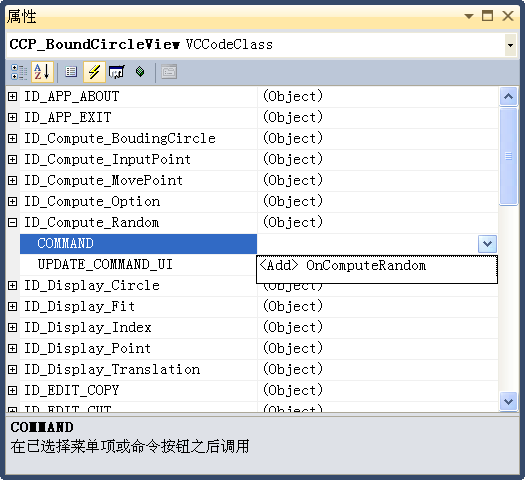 属性
CCP_BoundCircleView VCCodeClass
ID_APP_ABOUT (Object)
ID_APP_EXIT (Object)
ID_Compute_BoudingCircle (Object)
ID_Compute_InputPoint (Object)
ID_Compute_MovePoint (Object)
ID_Compute_Option (Object)
ID_Compute_Random (Object)
COMMAND
UPDATE_COMMAND_UI <Add> OnComputeRandom
ID_Display_Circle (Object)
ID_Display_Fit (Object)
ID_Display_Index (Object)
ID_Display_Point (Object)
ID_Display_Translation (Object)
ID_EDIT_COPY (Object)
ID_EDIT_CUT (Object)
COMMAND
在已选择菜单项或命令按钮之后调用